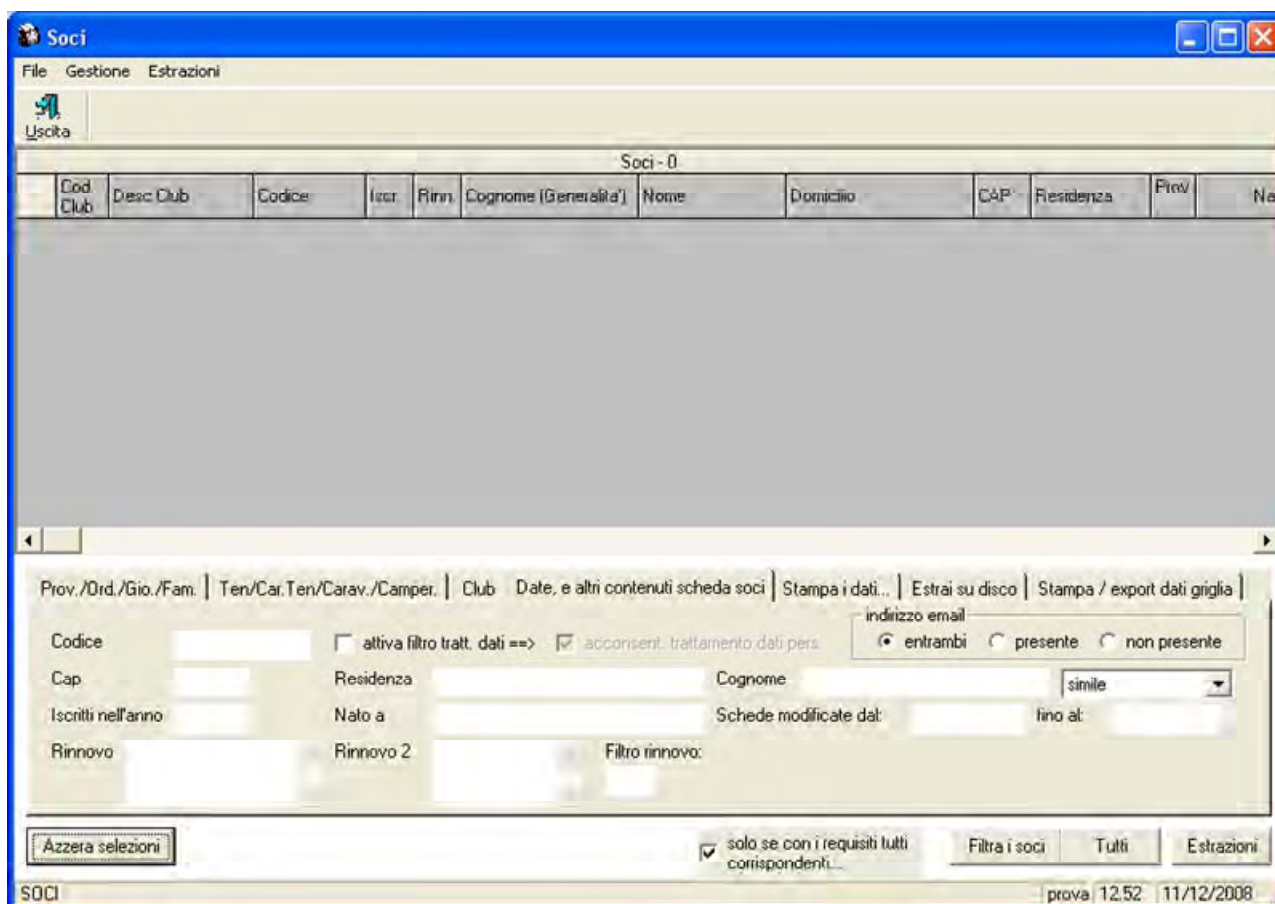 Soci
File Gestione Estrazioni
Uscita
Soci - 0
Cod. Club Desc Club Codice Iscr. Rinn. Cognome (Generalita') Nome Domicilio CAP Residenza Prov Na
Prov./Ord./Gio./Fam. Ten/Car.Ten/Carav./Camper. Club Date, e altri contenuti scheda soci Stampa i dati... Estrai su disco Stampa / export dati griglia
indirizzo email
Codice attiva filtro tratt. dati ==> acconsent. trattamento dati pers. entrambi presente non presente
Cap Residenza Cognome simile
Iscritti nell'anno Nato a Schede modificate dal: fino al:
Rinnovo Rinnovo 2 Filtro rinnovo:
Azzera selezioni solo se con i requisiti tutti corrispondenti... Filtra i soci Tutti Estrazioni
SOCI prova 12.52 11/12/2008